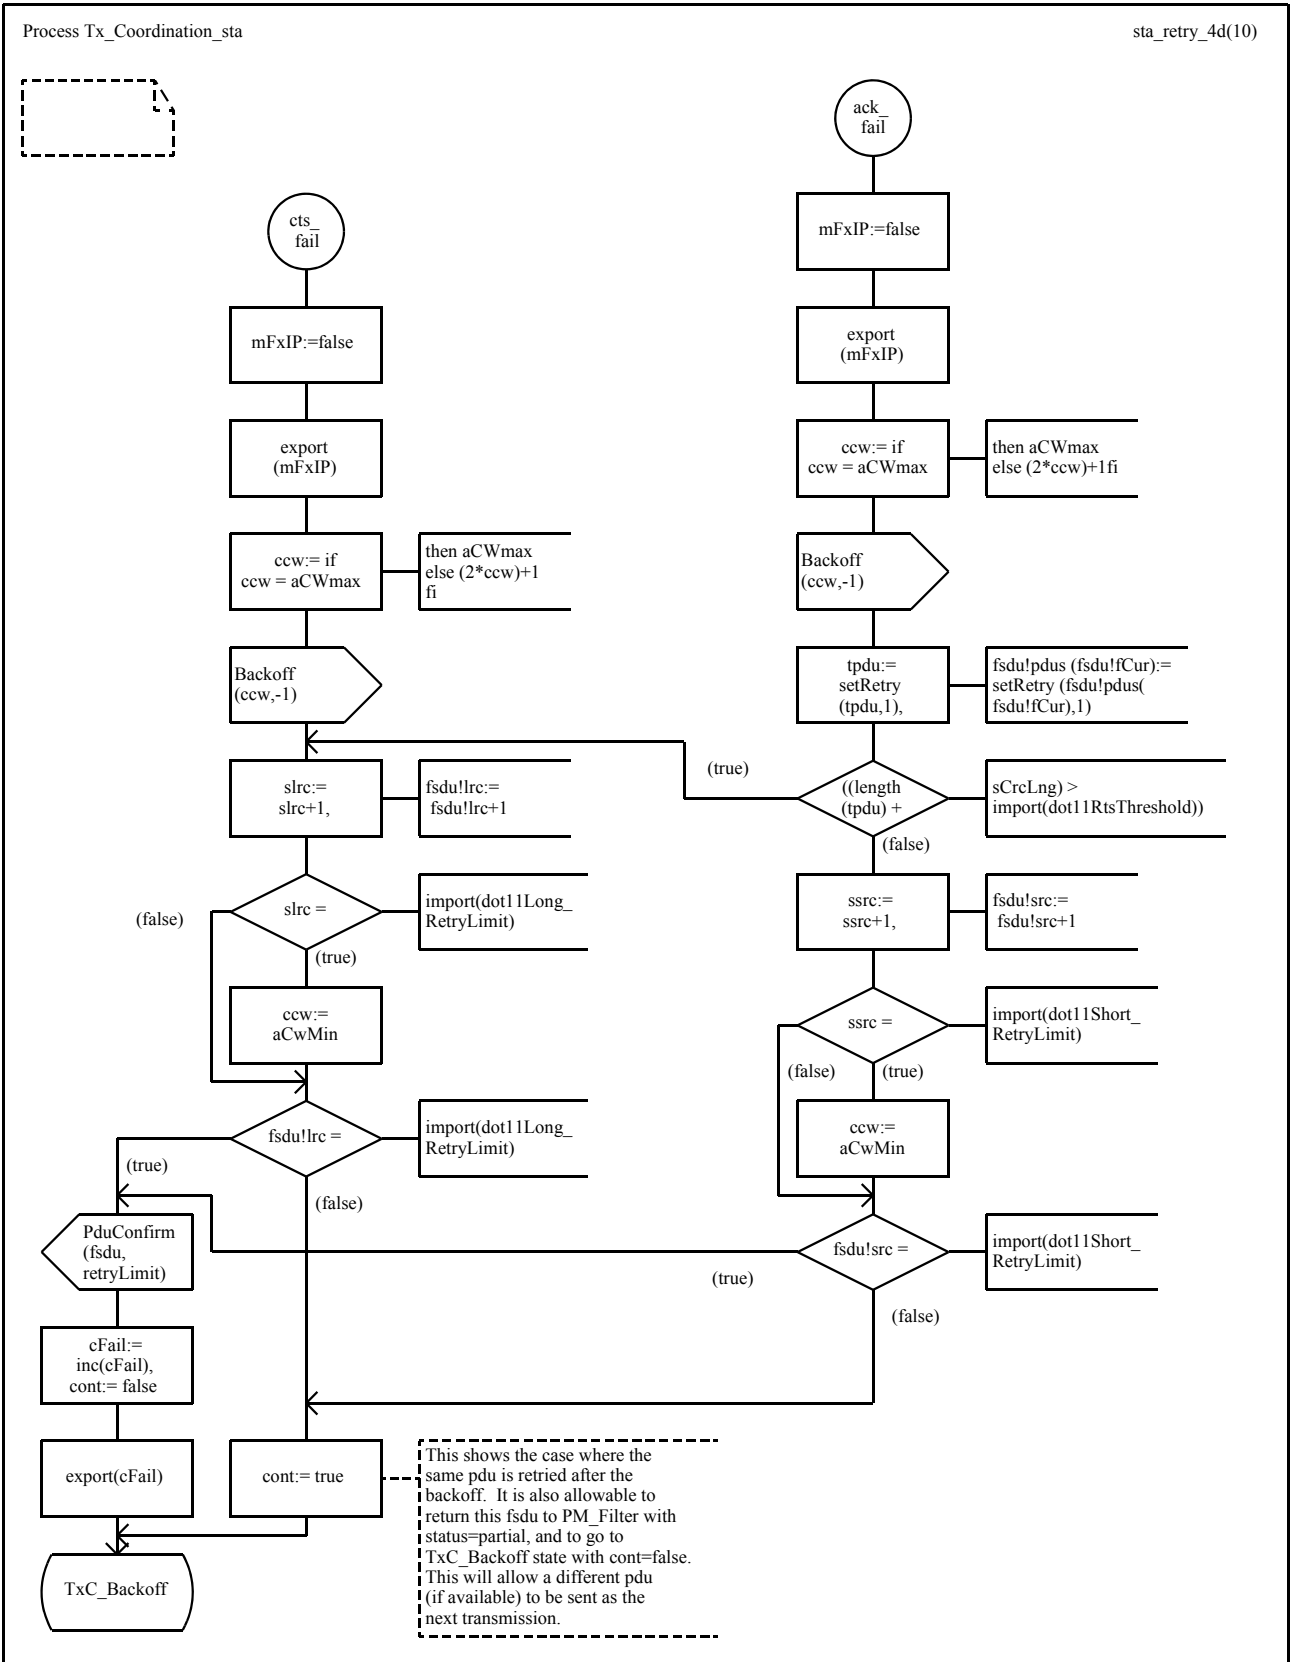 Process Tx_Coordination_sta
sta_retry_4d(10)
ack_
fail
mFxIP:=false
export
(mFxIP)
ccw:= if
ccw = aCWmax
then aCWmax
else (2*ccw)+1fi
Backoff
(ccw,-1)
tpdu:=
setRetry
(tpdu,1),
fsdu!pdus (fsdu!fCur):=
setRetry (fsdu!pdus(
fsdu!fCur),1)
((length
(tpdu) +
sCrcLng) >
import(dot11RtsThreshold))
(true)
(false)
ssrc:=
ssrc+1,
fsdu!src:=
fsdu!src+1
ssrc =
import(dot11Short_
RetryLimit)
(false)
(true)
ccw:=
aCwMin
fsdu!src =
import(dot11Short_
RetryLimit)
(true)
(false)
cts_
fail
mFxIP:=false
export
(mFxIP)
ccw:= if
ccw = aCWmax
then aCWmax
else (2*ccw)+1
fi
Backoff
(ccw,-1)
slrc:=
slrc+1,
fsdu!lrc:=
fsdu!lrc+1
slrc =
import(dot11Long_
RetryLimit)
(false)
(true)
ccw:=
aCwMin
fsdu!lrc =
import(dot11Long_
RetryLimit)
(true)
(false)
PduConfirm
(fsdu,
retryLimit)
cFail:=
inc(cFail),
cont:= false
export(cFail)
cont:= true
This shows the case where the
same pdu is retried after the
backoff. It is also allowable to
return this fsdu to PM_Filter with
status=partial, and to go to
TxC_Backoff state with cont=false.
This will allow a different pdu
(if available) to be sent as the
next transmission.
TxC_Backoff